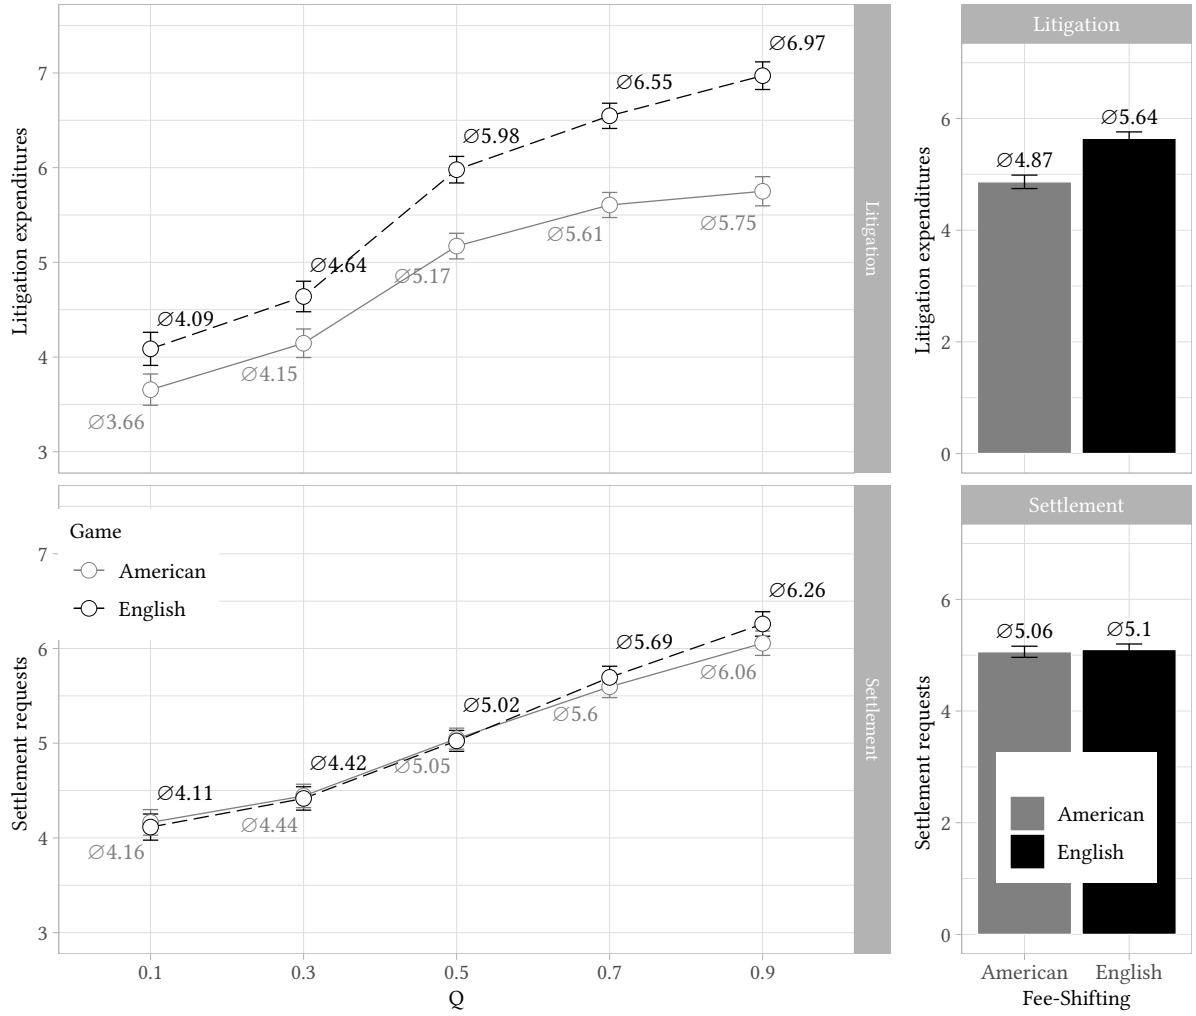 Litigation expenditures
7
6
5
4
3
∅6.97
∅6.55
∅5.98
∅4.64
∅4.09
∅5.75
∅5.61
∅5.17
∅4.15
∅3.66
Litigation
Litigation
Litigation expenditures
6
4
2
0
∅4.87
∅5.64
Settlement requests
7
6
5
4
3
Game
American
English
∅6.26
∅5.69
∅5.02
∅4.42
∅4.11
∅6.06
∅5.6
∅5.05
∅4.44
∅4.16
Settlement
0.1 0.3 0.5 0.7 0.9
Q
Settlement
Settlement requests
6
4
2
0
∅5.06
∅5.1
American
English
American English
Fee-Shifting